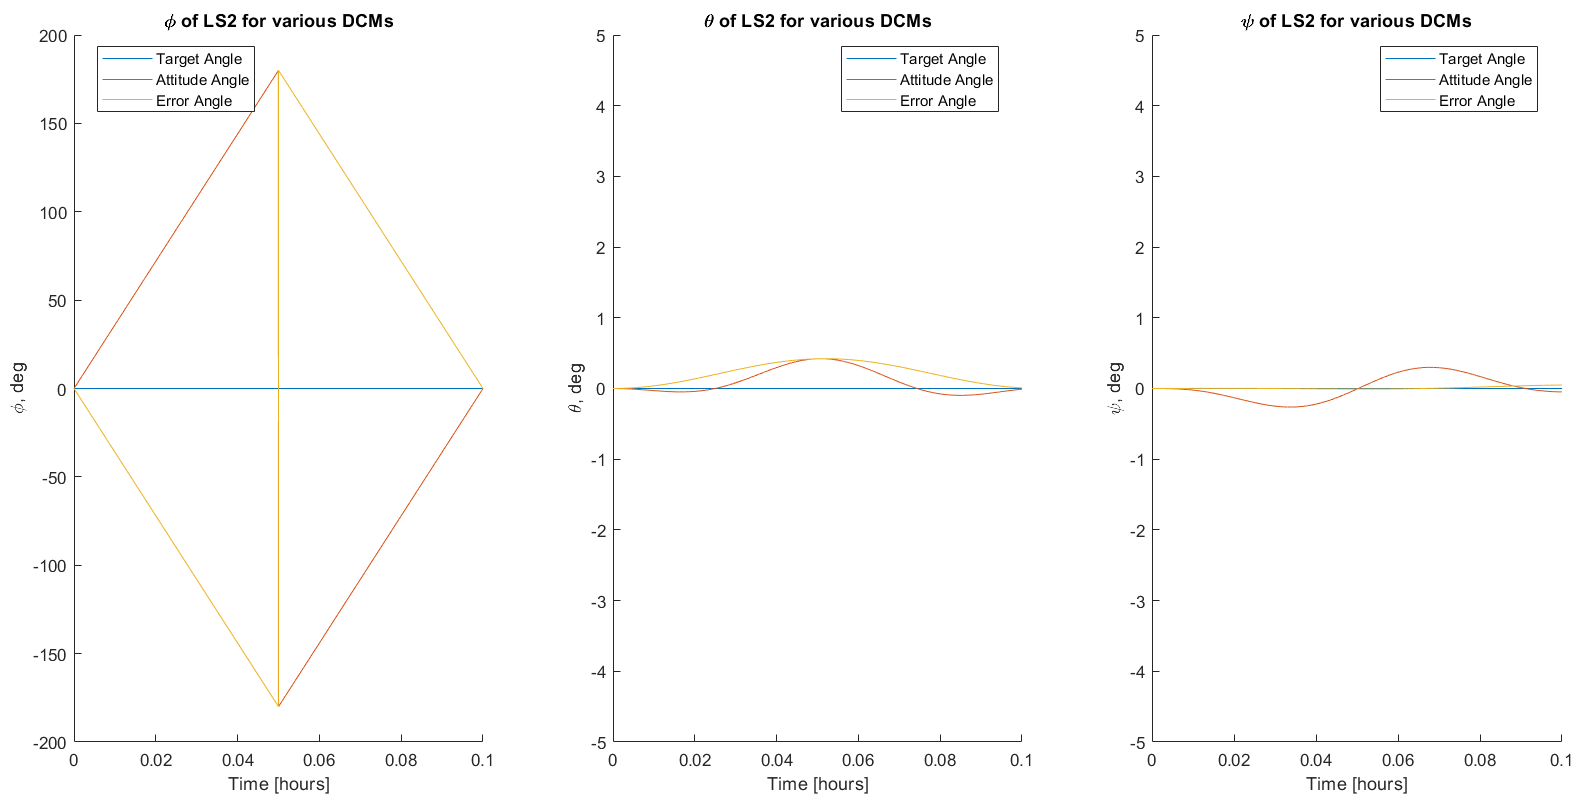 ϕ of LS2 for various DCMs
200
150
100
50
0
-50
-100
-150
-200
ϕ, deg
0
0.02
0.04
0.06
0.08
0.1
Time [hours]
Target Angle
Attitude Angle
Error Angle
θ of LS2 for various DCMs
5
4
3
2
1
0
-1
-2
-3
-4
-5
θ, deg
0
0.02
0.04
0.06
0.08
0.1
Time [hours]
Target Angle
Attitude Angle
Error Angle
ψ of LS2 for various DCMs
5
4
3
2
1
0
-1
-2
-3
-4
-5
ψ, deg
0
0.02
0.04
0.06
0.08
0.1
Time [hours]
Target Angle
Attitude Angle
Error Angle